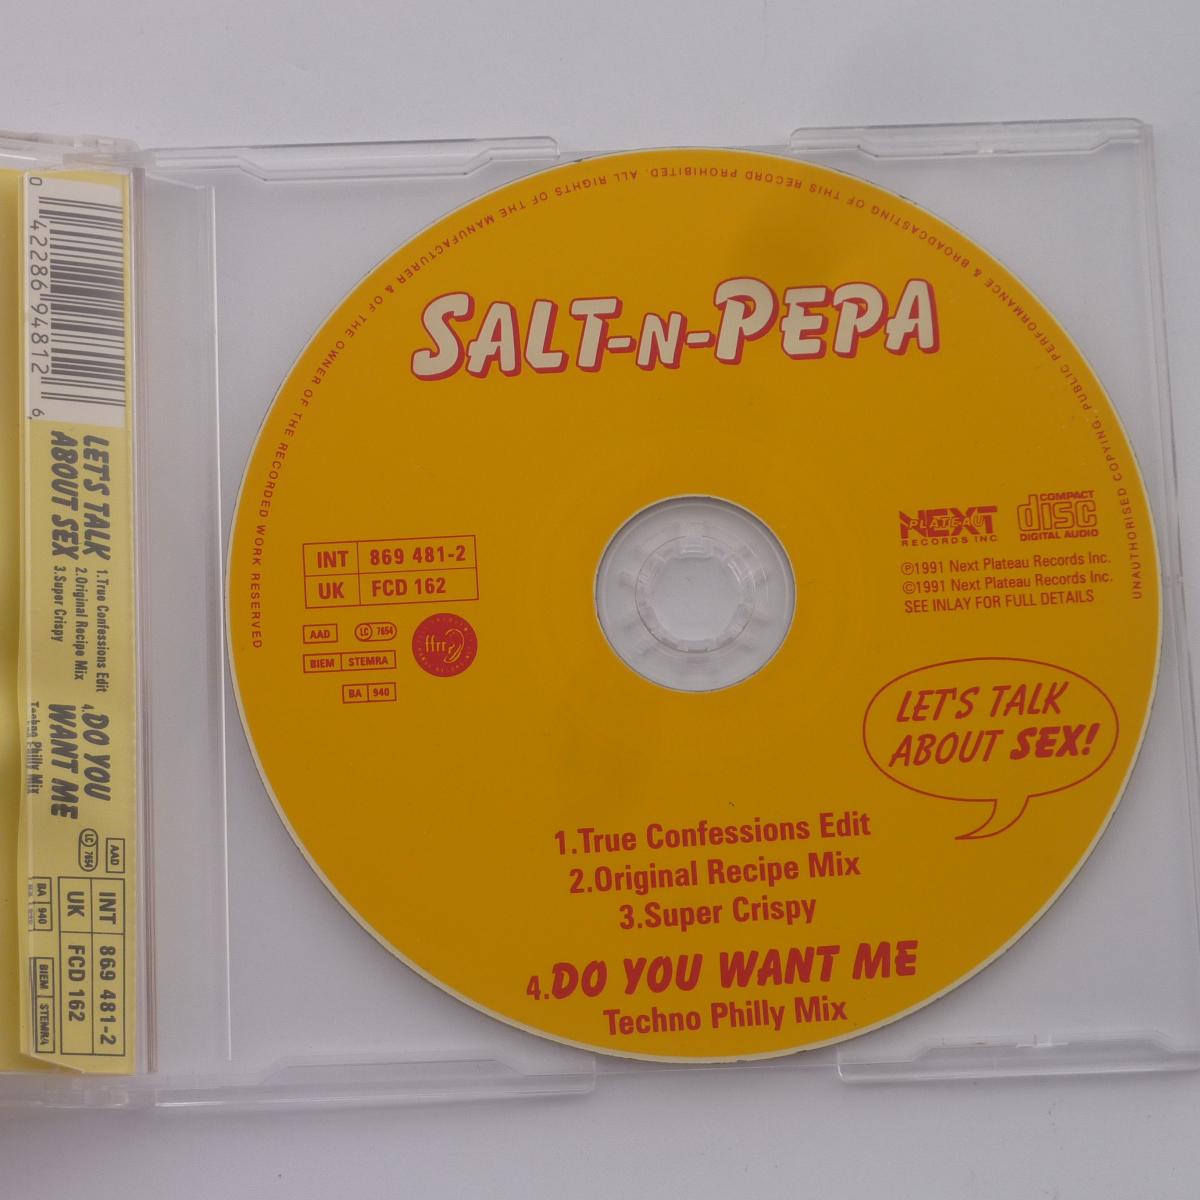 SALT-N-PEPA
UNAUTHORISED COPYING, PUBLIC PERFORMANCE & BROADCASTING OF THIS RECORD PROHIBITED. ALL RIGHTS OF THE MANUFACTURER & OF THE OWNER OF THE RECORDED WORK RESERVED
INT 869 481-2
UK FCD 162
AAD LC 7654
BIEM STEMRA
BA 940
ffrr
NEXT
PLATEAU
RECORDS INC.
COMPACT
disc
DIGITAL AUDIO
℗1991 Next Plateau Records Inc.
©1991 Next Plateau Records Inc.
SEE INLAY FOR FULL DETAILS
LET'S TALK
ABOUT SEX!
1.True Confessions Edit
2.Original Recipe Mix
3.Super Crispy
4.DO YOU WANT ME
Techno Philly Mix
0 42286 94812 6
LET'S TALK
ABOUT SEX
1.True Confessions Edit
2.Original Recipe Mix
3.Super Crispy
4.DO YOU
WANT ME
Techno Philly Mix
AAD
LC 7654
BA 940
INT 869 481-2
UK FCD 162
BIEM STEMRA